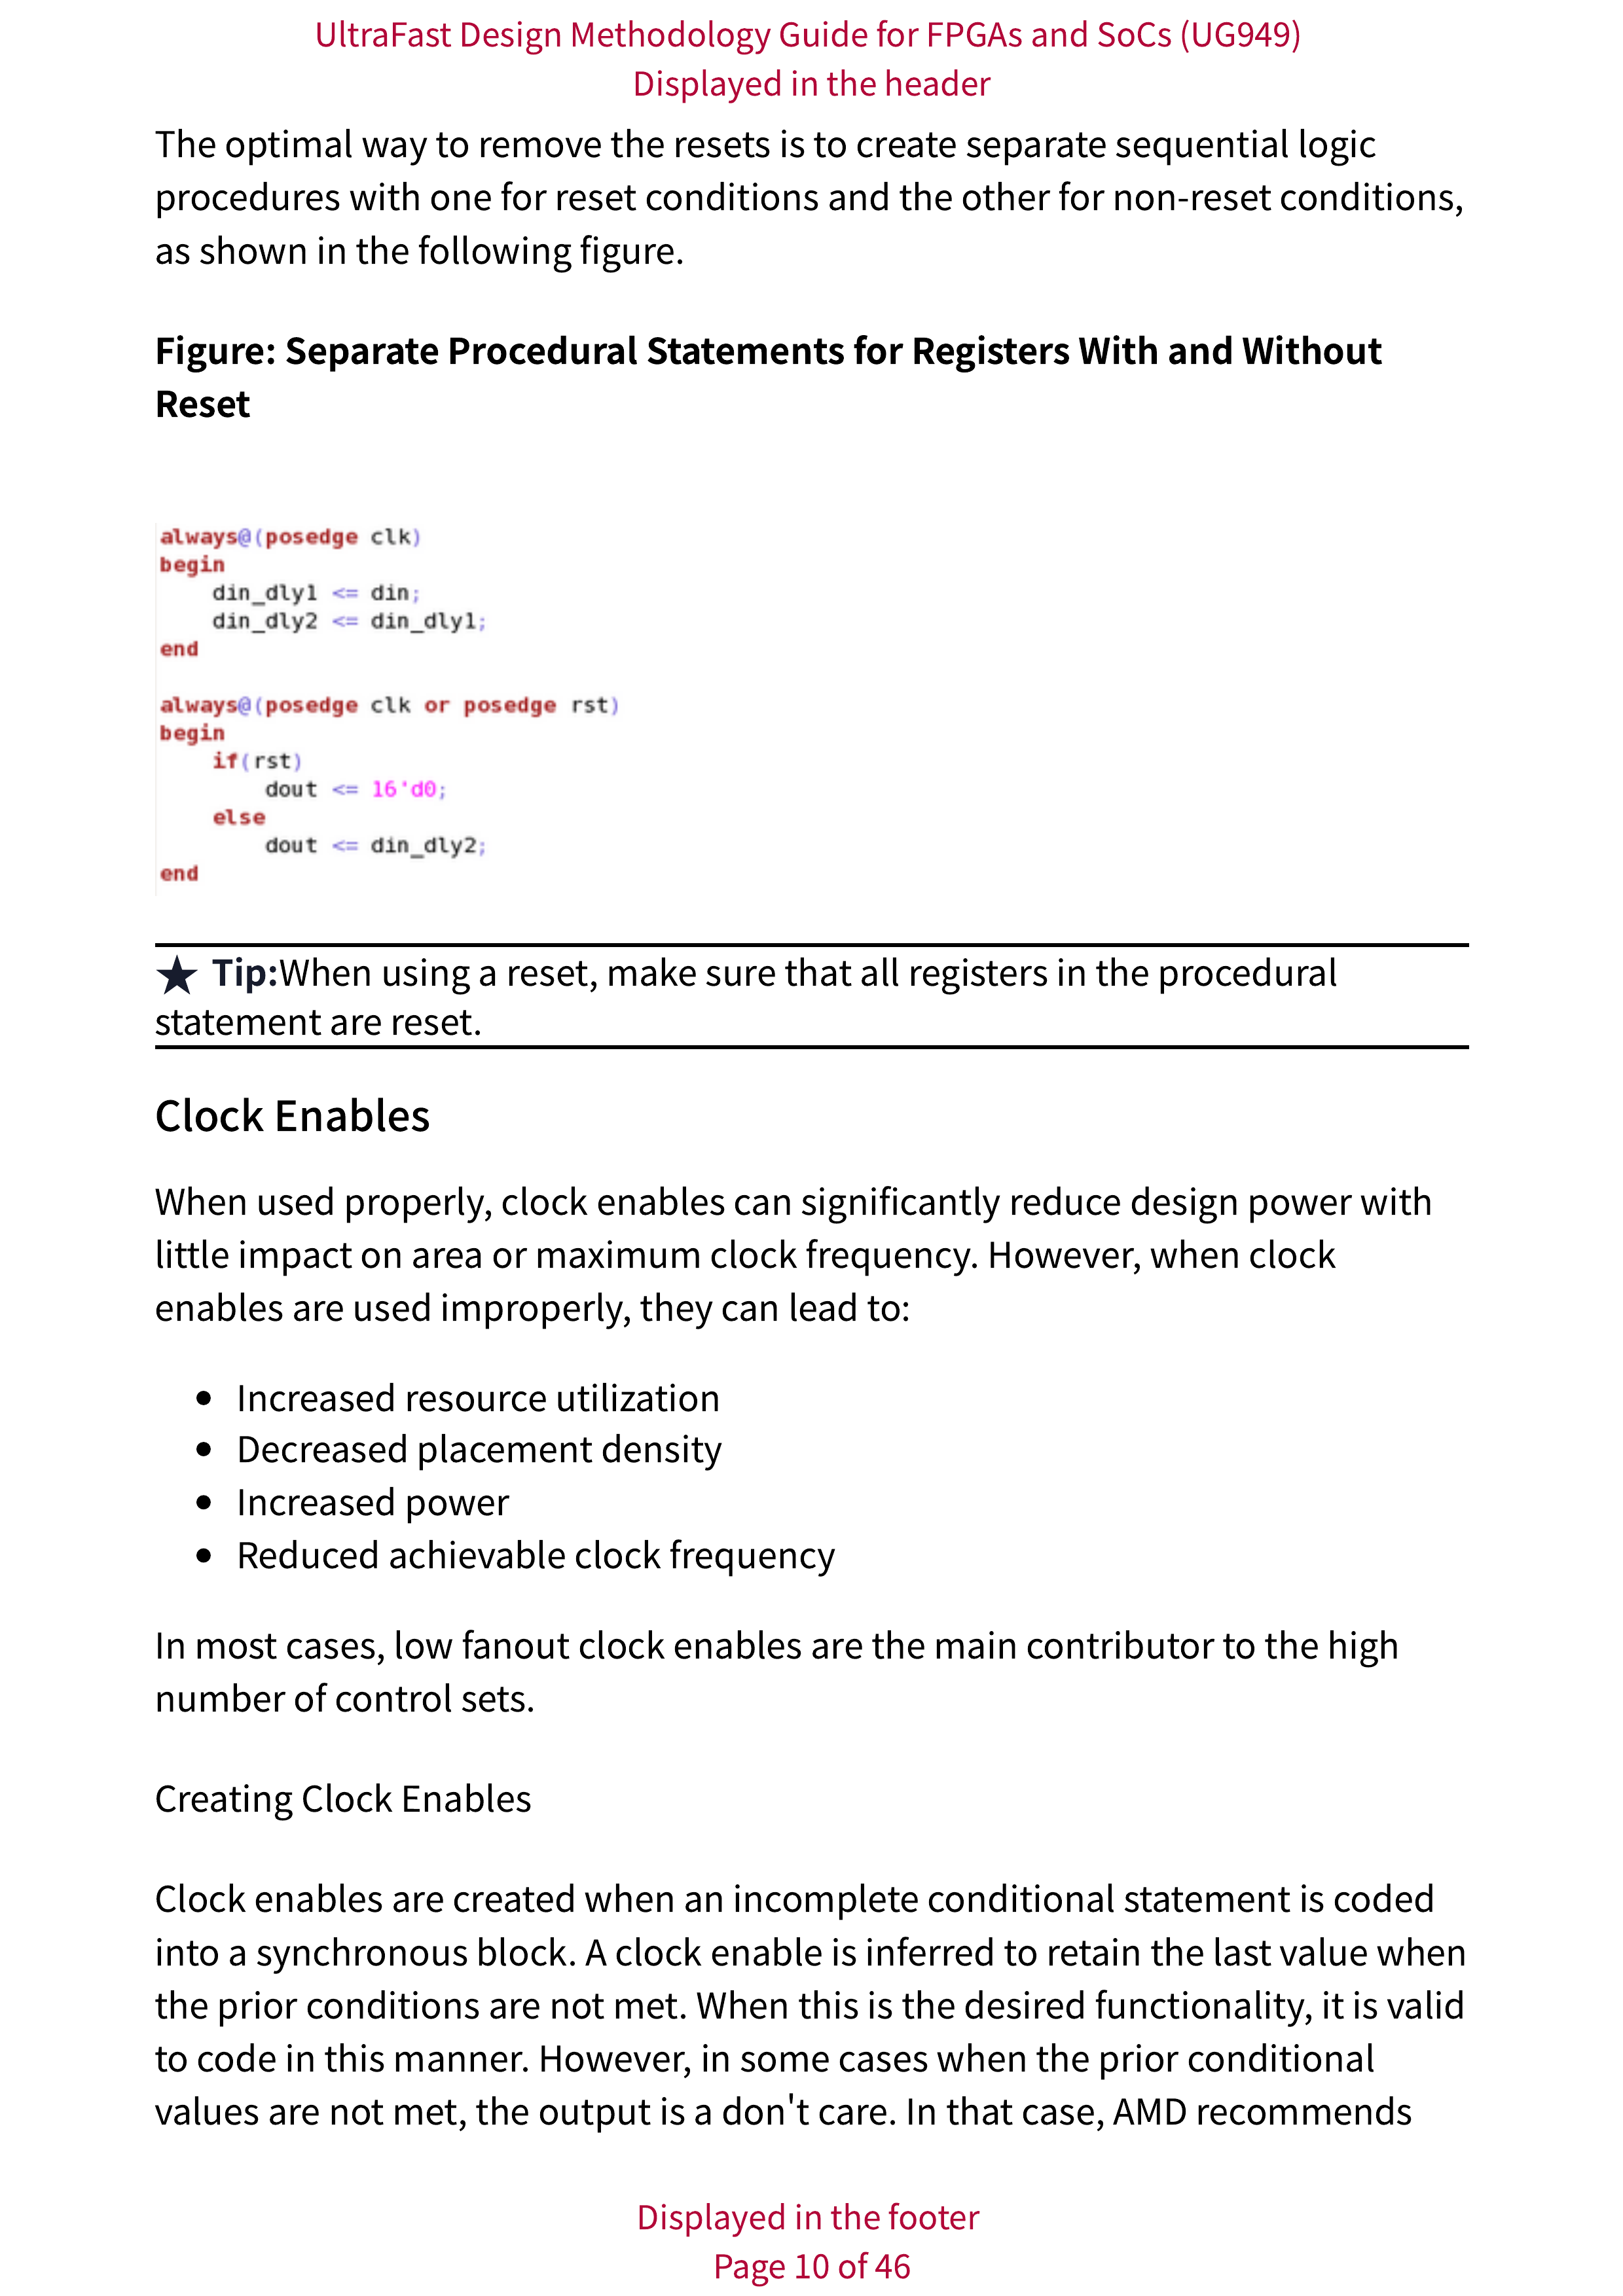 UltraFast Design Methodology Guide for FPGAs and SoCs (UG949)
Displayed in the header
The optimal way to remove the resets is to create separate sequential logic
procedures with one for reset conditions and the other for non-reset conditions,
as shown in the following figure.
Figure: Separate Procedural Statements for Registers With and Without
Reset
always@(posedge clk)
begin
    din_dly1 <= din;
    din_dly2 <= din_dly1;
end
always@(posedge clk or posedge rst)
begin
    if(rst)
        dout <= 16'd0;
    else
        dout <= din_dly2;
end
★ Tip:When using a reset, make sure that all registers in the procedural
statement are reset.
Clock Enables
When used properly, clock enables can significantly reduce design power with
little impact on area or maximum clock frequency. However, when clock
enables are used improperly, they can lead to:
• Increased resource utilization
• Decreased placement density
• Increased power
• Reduced achievable clock frequency
In most cases, low fanout clock enables are the main contributor to the high
number of control sets.
Creating Clock Enables
Clock enables are created when an incomplete conditional statement is coded
into a synchronous block. A clock enable is inferred to retain the last value when
the prior conditions are not met. When this is the desired functionality, it is valid
to code in this manner. However, in some cases when the prior conditional
values are not met, the output is a don't care. In that case, AMD recommends
Displayed in the footer
Page 10 of 46